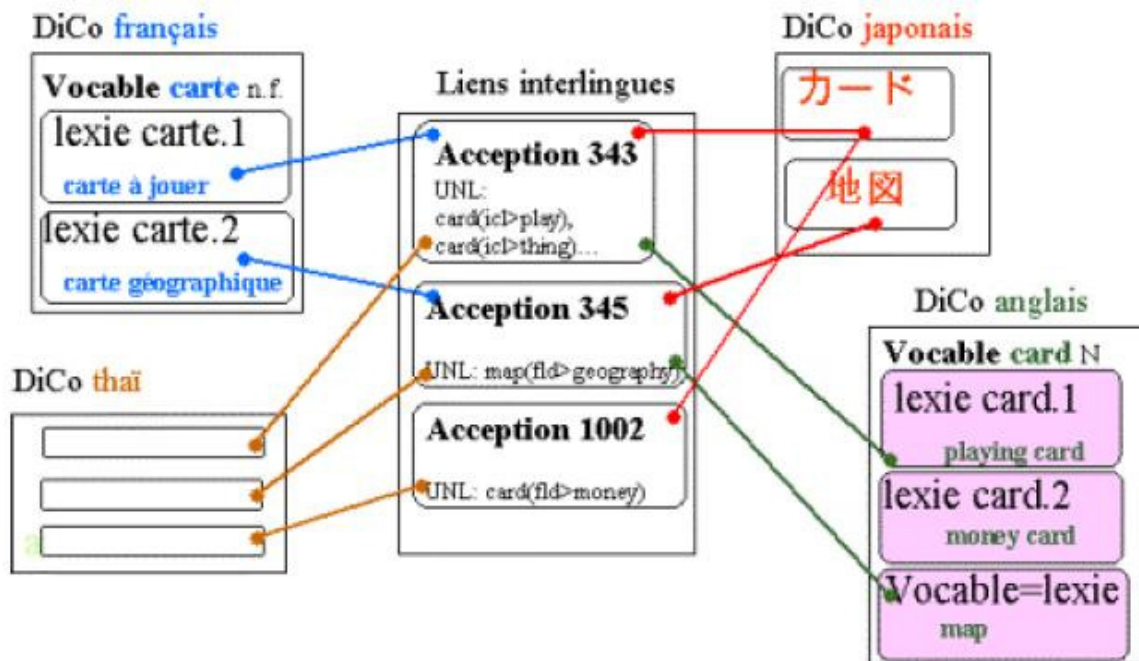 DiCo français
Vocable carte n.f.
lexie carte.1
carte à jouer
lexie carte.2
carte géographique
DiCo thaï
a
Liens interlingues
Acception 343
UNL:
card(icl>play),
card(icl>thing)...
Acception 345
UNL: map(fld>geography)
Acception 1002
UNL: card(fld>money)
DiCo japonais
カード
地図
DiCo anglais
Vocable card N
lexie card.1
playing card
lexie card.2
money card
Vocable=lexie
map